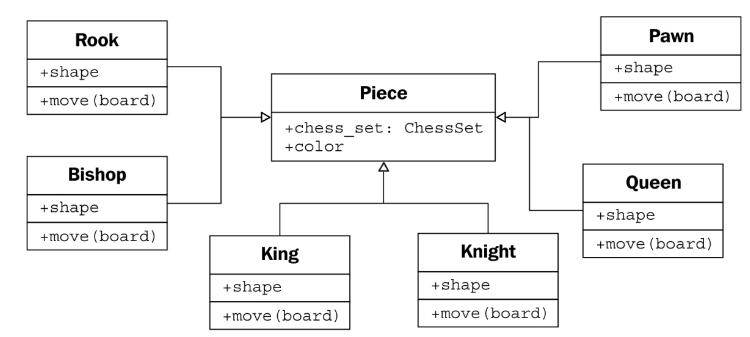 Rook
+shape
+move(board)
Piece
+chess_set: ChessSet
+color
Pawn
+shape
+move(board)
Bishop
+shape
+move(board)
King
+shape
+move(board)
Knight
+shape
+move(board)
Queen
+shape
+move(board)